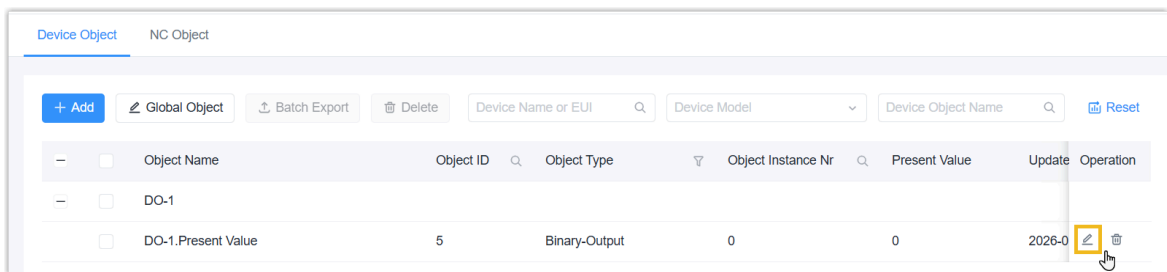 Device Object NC Object
+ Add Global Object Batch Export Delete Device Name or EUI Device Model Device Object Name Reset
Object Name Object ID Object Type Object Instance Nr Present Value Update Operation
DO-1
DO-1.Present Value 5 Binary-Output 0 0 2026-0